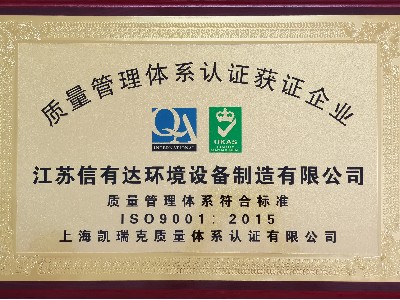 质量管理体系认证获证企业
QA
INTERNATIONAL
UKAS
江苏信有达环境设备制造有限公司
质量管理体系符合标准
ISO9001: 2015
上海凯瑞克质量体系认证有限公司